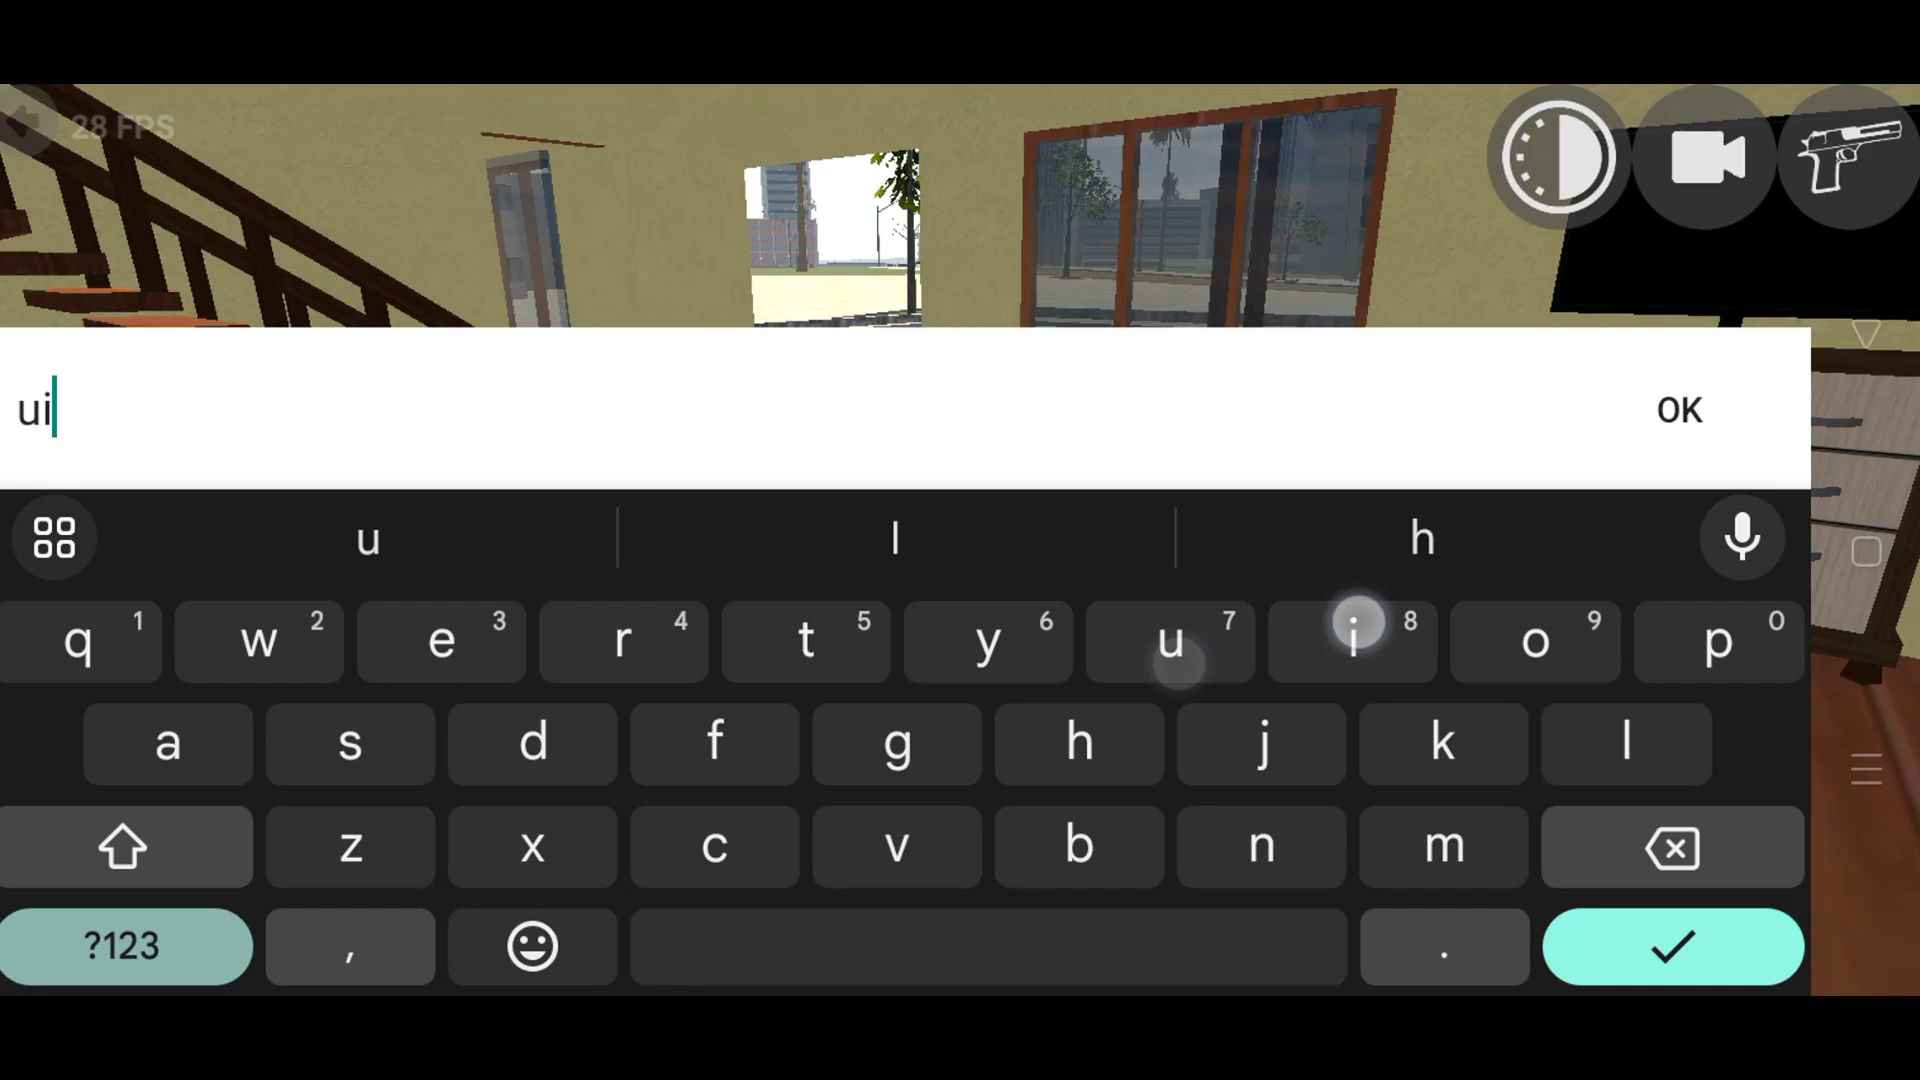 28 FPS
ui
OK
u l h
q 1 w 2 e 3 r 4 t 5 y 6 u 7 i 8 o 9 p 0
a s d f g h j k l
z x c v b n m
?123 , .